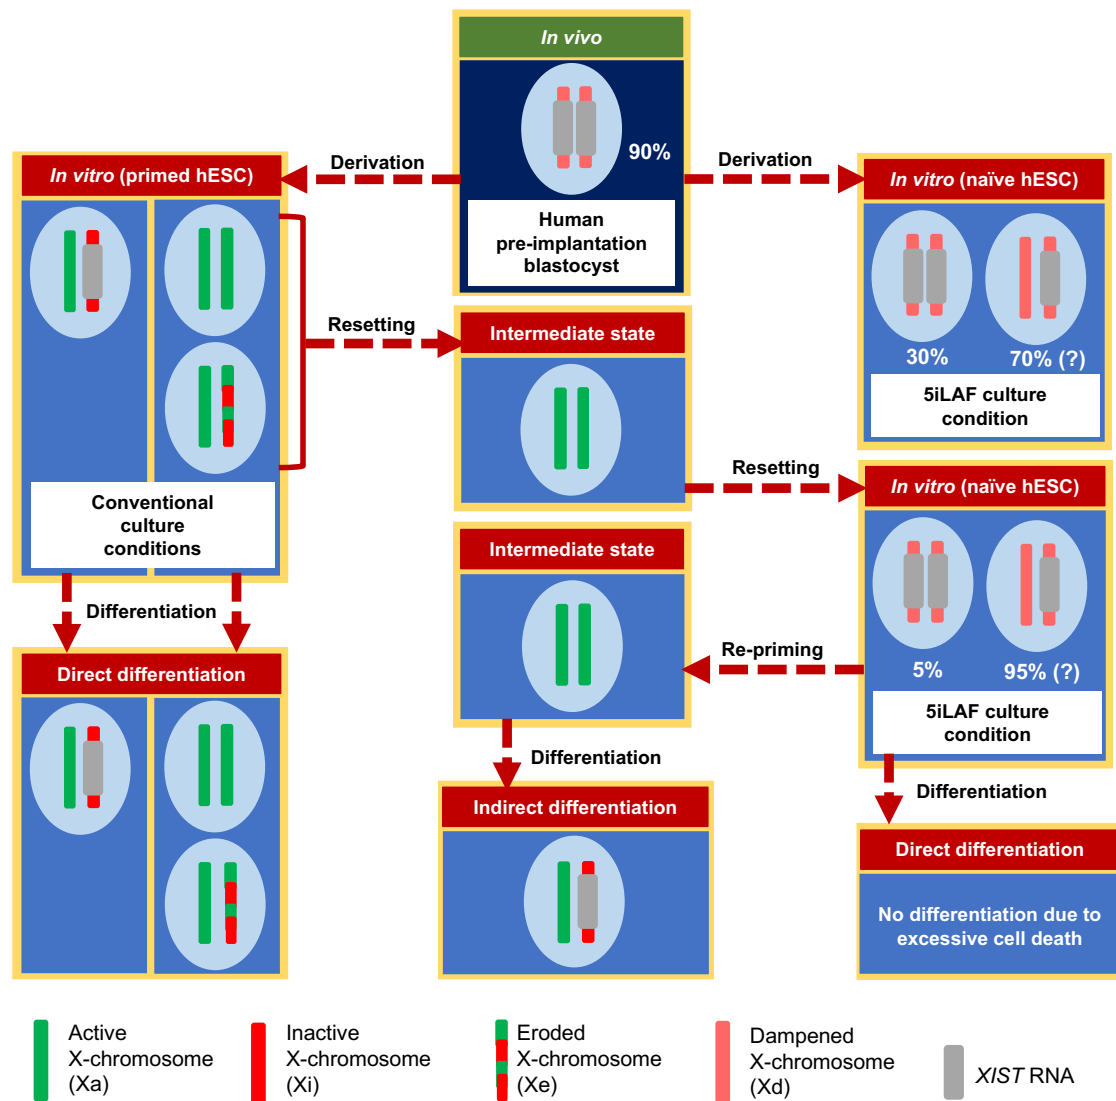 In vivo
90%
Human
pre-implantation
blastocyst
Derivation
Derivation
In vitro (primed hESC)
Conventional
culture
conditions
In vitro (naïve hESC)
30%
70% (?)
5iLAF culture
condition
Resetting
Intermediate state
Resetting
In vitro (naïve hESC)
5%
95% (?)
5iLAF culture
condition
Intermediate state
Re-priming
Differentiation
Direct differentiation
Differentiation
Indirect differentiation
Differentiation
Direct differentiation
No differentiation due to
excessive cell death
Active
X-chromosome
(Xa)
Inactive
X-chromosome
(Xi)
Eroded
X-chromosome
(Xe)
Dampened
X-chromosome
(Xd)
XIST RNA